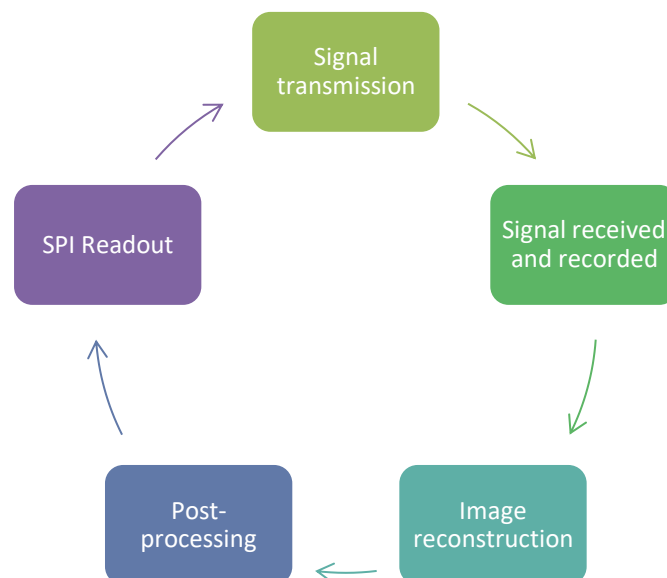 Signal
transmission
Signal received
and recorded
Image
reconstruction
Post-
processing
SPI Readout